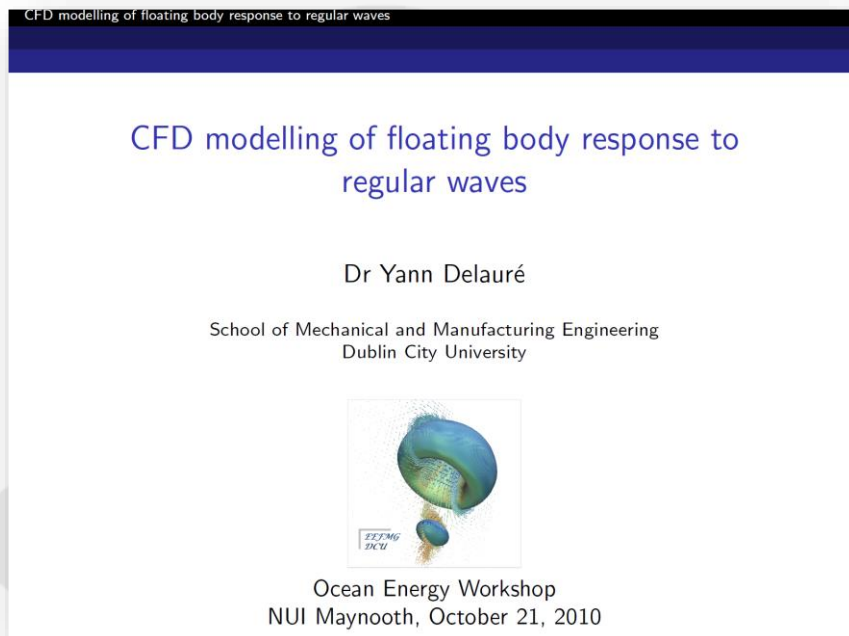 CFD modelling of floating body response to regular waves
CFD modelling of floating body response to
regular waves
Dr Yann Delauré
School of Mechanical and Manufacturing Engineering
Dublin City University
EEFMG
DCU
Ocean Energy Workshop
NUI Maynooth, October 21, 2010